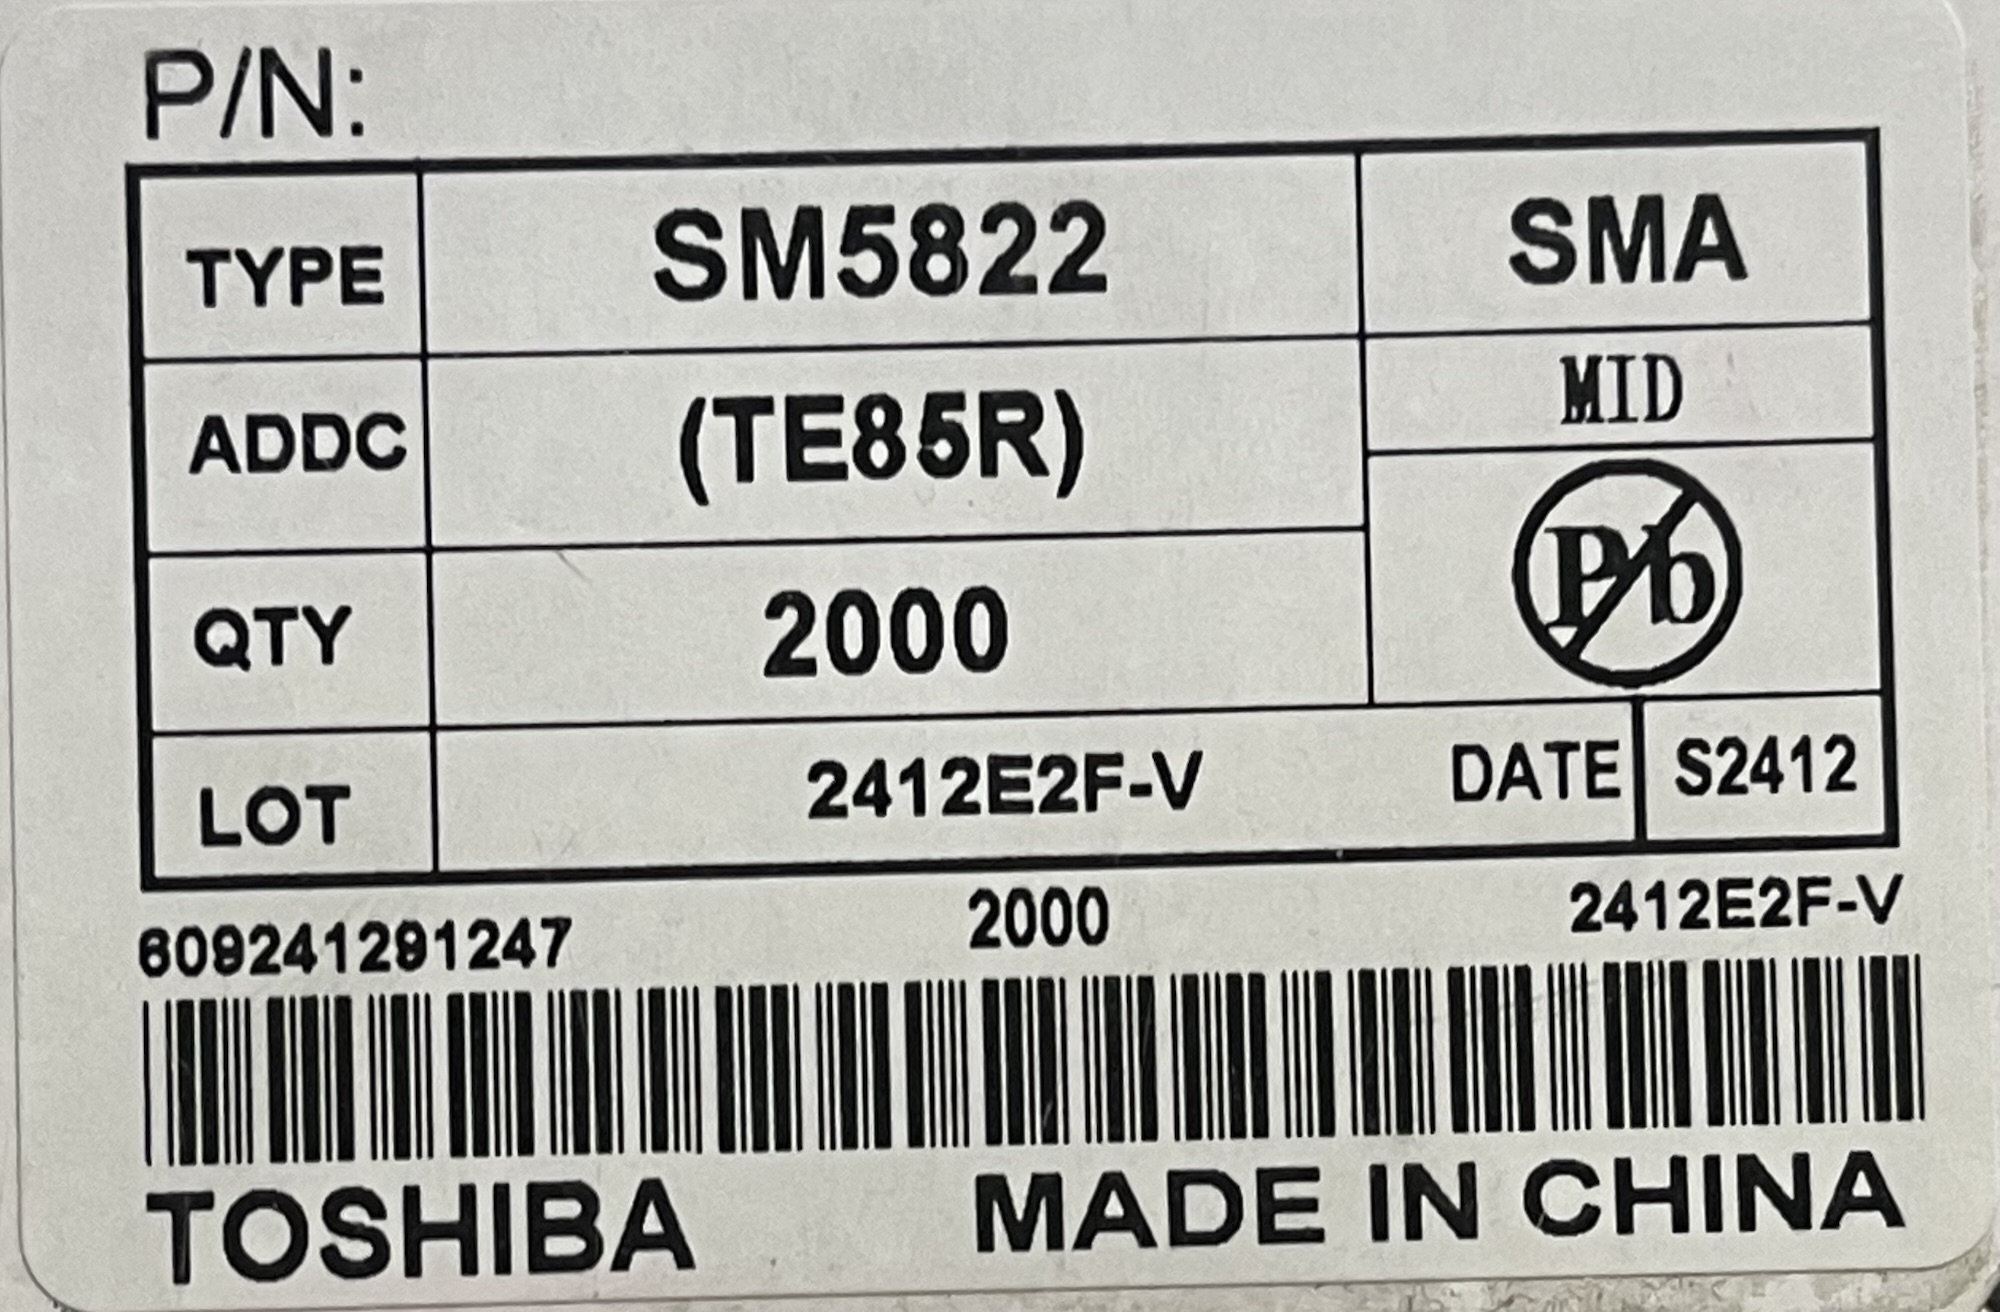 P/N:
TYPE SM5822 SMA
ADDC (TE85R) MID
QTY 2000 Pb
LOT 2412E2F-V DATE S2412
609241291247 2000 2412E2F-V
TOSHIBA MADE IN CHINA